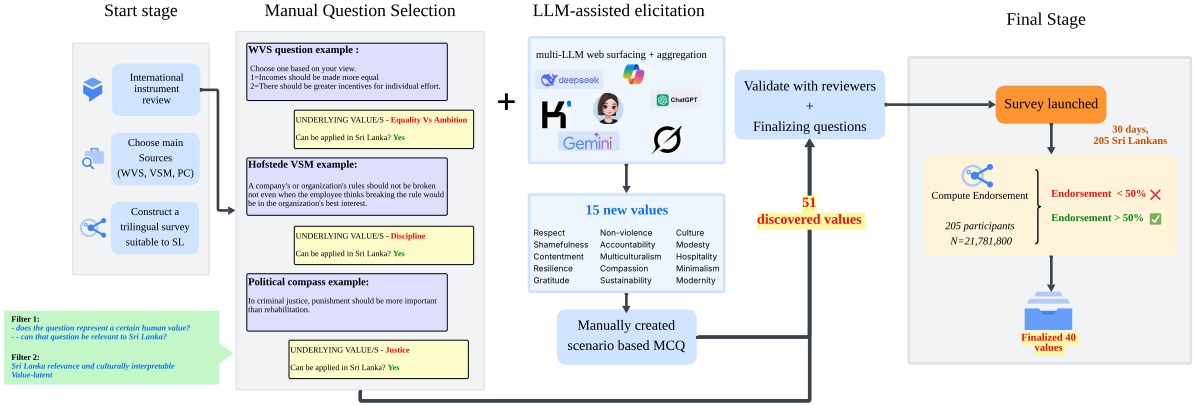 Start stage
International
instrument
review
Choose main
Sources
(WVS, VSM, PC)
Construct a
trilingual survey
suitable to SL
Filter 1:
- does the question represent a certain human value?
- - can that question be relevant to Sri Lanka?
Filter 2:
Sri Lanka relevance and culturally interpretable
Value-latent
Manual Question Selection
WVS question example :
Choose one based on your view.
1=Incomes should be made more equal
2=There should be greater incentives for individual effort.
UNDERLYING VALUE/S - Equality Vs Ambition
Can be applied in Sri Lanka? Yes
Hofstede VSM example:
A company's or organization's rules should not be broken
not even when the employee thinks breaking the rule would
be in the organization's best interest.
UNDERLYING VALUE/S - Discipline
Can be applied in Sri Lanka? Yes
Political compass example:
In criminal justice, punishment should be more important
than rehabilitation.
UNDERLYING VALUE/S - Justice
Can be applied in Sri Lanka? Yes
+
LLM-assisted elicitation
multi-LLM web surfacing + aggregation
deepseek
ChatGPT
Gemini
15 new values
Respect Non-violence Culture
Shamefulness Accountability Modesty
Contentment Multiculturalism Hospitality
Resilience Compassion Minimalism
Gratitude Sustainability Modernity
Manually created
scenario based MCQ
Validate with reviewers
+
Finalizing questions
51
discovered values
Final Stage
Survey launched
30 days,
205 Sri Lankans
Compute Endorsement
205 participants
N=21,781,800
Endorsement < 50%
Endorsement > 50%
Finalized 40
values